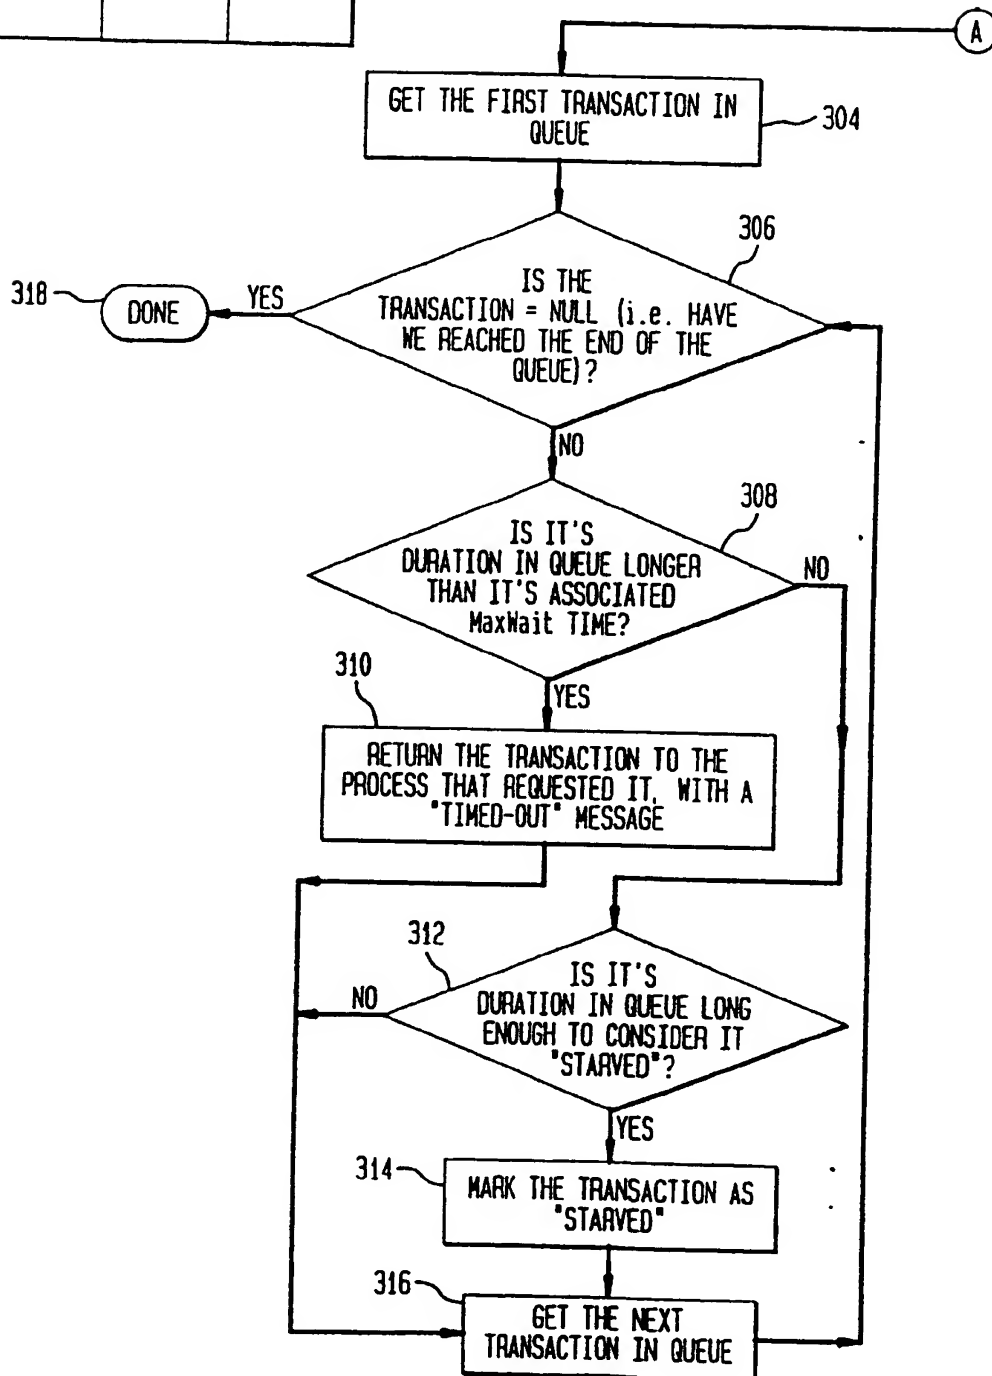 A
GET THE FIRST TRANSACTION IN
QUEUE
304
306
IS THE
TRANSACTION = NULL (i.e. HAVE
WE REACHED THE END OF THE
QUEUE)?
318
DONE
YES
NO
308
IS IT'S
DURATION IN QUEUE LONGER
THAN IT'S ASSOCIATED
MaxWait TIME?
NO
310
YES
RETURN THE TRANSACTION TO THE
PROCESS THAT REQUESTED IT, WITH A
"TIMED-OUT" MESSAGE
312
IS IT'S
DURATION IN QUEUE LONG
ENOUGH TO CONSIDER IT
"STARVED"?
NO
YES
314
MARK THE TRANSACTION AS
"STARVED"
316
GET THE NEXT
TRANSACTION IN QUEUE